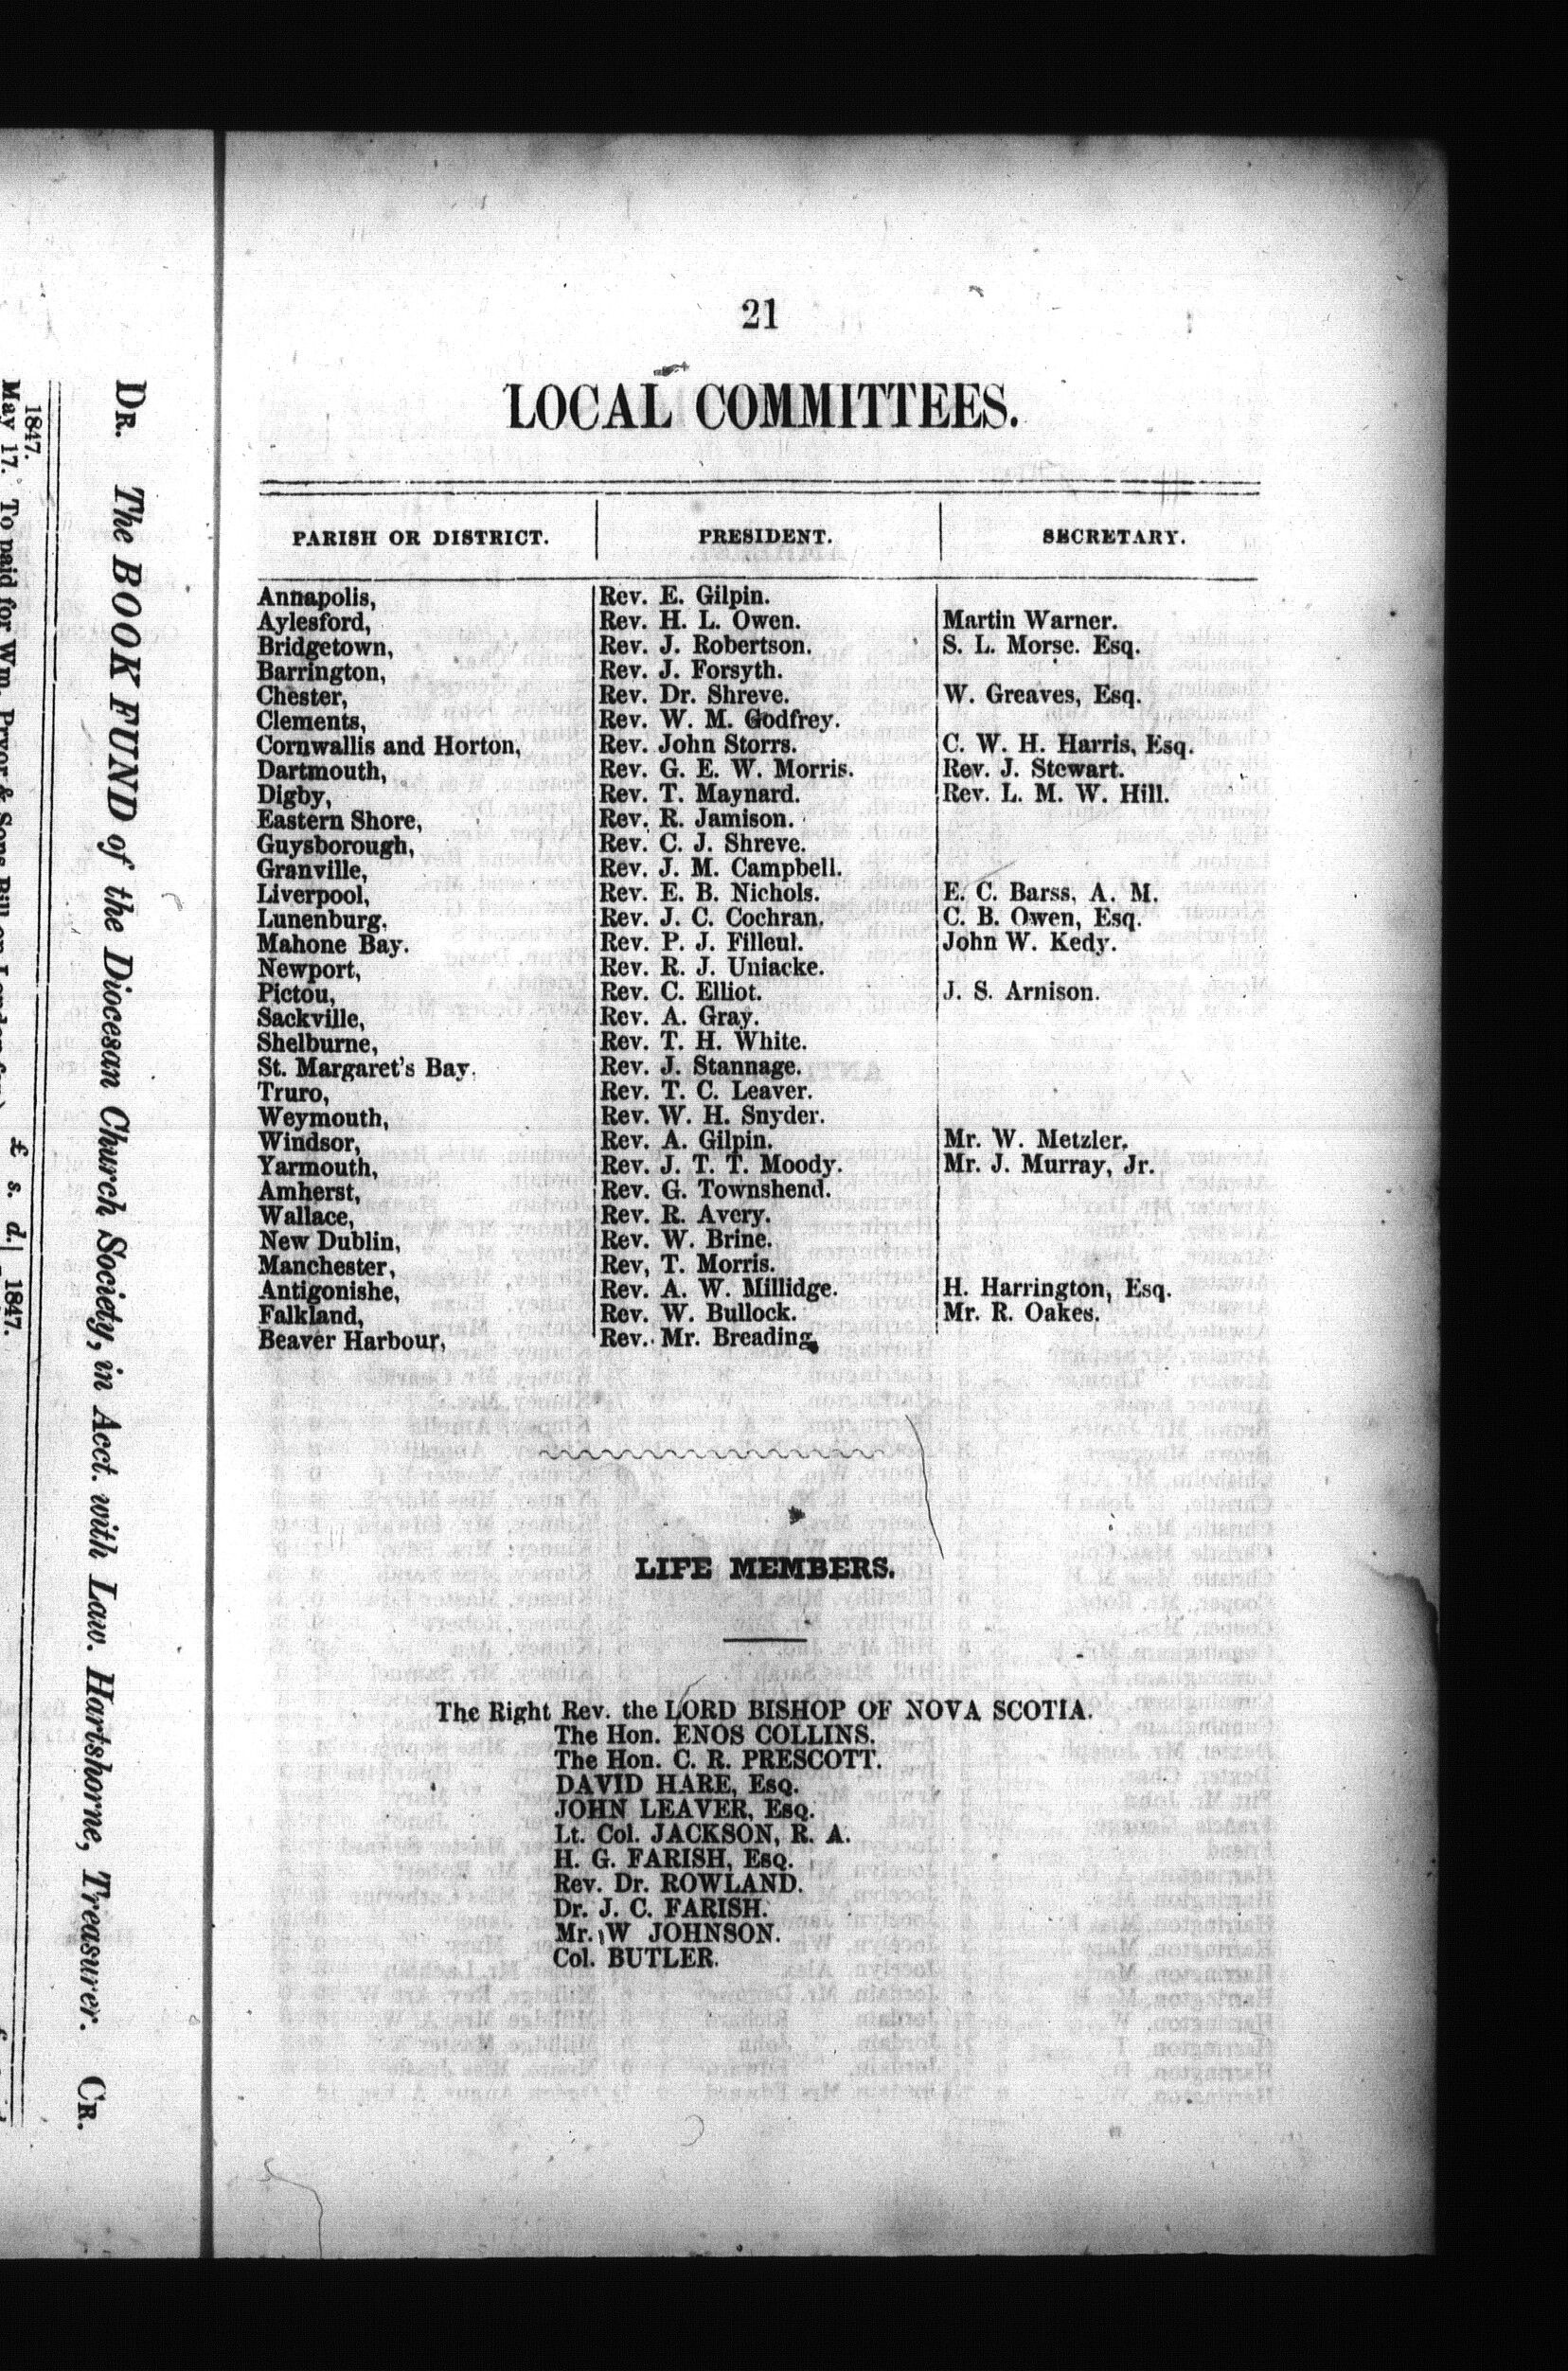 21
LOCAL COMMITTEES.
PARISH OR DISTRICT. PRESIDENT. SECRETARY.
Annapolis, Rev. E. Gilpin.
Aylesford, Rev. H. L. Owen. Martin Warner.
Bridgetown, Rev. J. Robertson. S. L. Morse. Esq.
Barrington, Rev. J. Forsyth.
Chester, Rev. Dr. Shreve. W. Greaves, Esq.
Clements, Rev. W. M. Godfrey.
Cornwallis and Horton, Rev. John Storrs. C. W. H. Harris, Esq.
Dartmouth, Rev. G. E. W. Morris. Rev. J. Stewart.
Digby, Rev. T. Maynard. Rev. L. M. W. Hill.
Eastern Shore, Rev. R. Jamison.
Guysborough, Rev. C. J. Shreve.
Granville, Rev. J. M. Campbell.
Liverpool, Rev. E. B. Nichols. E. C. Barss, A. M.
Lunenburg. Rev. J. C. Cochran. C. B. Owen, Esq.
Mahone Bay. Rev. P. J. Filleul. John W. Kedy.
Newport, Rev. R. J. Uniacke.
Pictou, Rev. C. Elliot. J. S. Arnison.
Sackville, Rev. A. Gray.
Shelburne, Rev. T. H. White.
St. Margaret's Bay. Rev. J. Stannage.
Truro, Rev. T. C. Leaver.
Weymouth, Rev. W. H. Snyder.
Windsor, Rev. A. Gilpin. Mr. W. Metzler.
Yarmouth, Rev. J. T. T. Moody. Mr. J. Murray, Jr.
Amherst, Rev. G. Townshend.
Wallace, Rev. R. Avery.
New Dublin, Rev. W. Brine.
Manchester, Rev, T. Morris.
Antigonishe, Rev. A. W. Millidge. H. Harrington, Esq.
Falkland, Rev. W. Bullock. Mr. R. Oakes.
Beaver Harbour, Rev. Mr. Breading,
LIFE MEMBERS.
The Right Rev. the LORD BISHOP OF NOVA SCOTIA.
The Hon. ENOS COLLINS.
The Hon. C. R. PRESCOTT.
DAVID HARE, Esq.
JOHN LEAVER, Esq.
Lt. Col. JACKSON, R. A.
H. G. FARISH, Esq.
Rev. Dr. ROWLAND.
Dr. J. C. FARISH.
Mr. W JOHNSON.
Col. BUTLER.
DR. The BOOK FUND of the Diocesan Church Society, in Acct. with Law. Hartshorne, Treasurer. CR.
1847. £ s. d. 1847.
May 17. To paid for Wm. Pryor & Sons Bill on